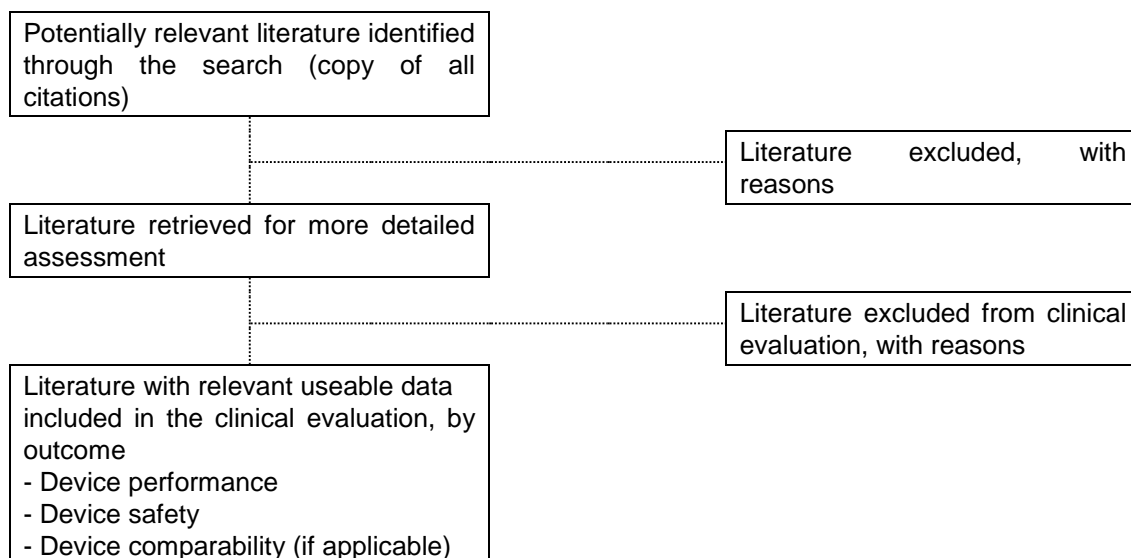 Potentially relevant literature identified
through the search (copy of all
citations)
Literature excluded, with
reasons
Literature retrieved for more detailed
assessment
Literature excluded from clinical
evaluation, with reasons
Literature with relevant useable data
included in the clinical evaluation, by
outcome
- Device performance
- Device safety
- Device comparability (if applicable)